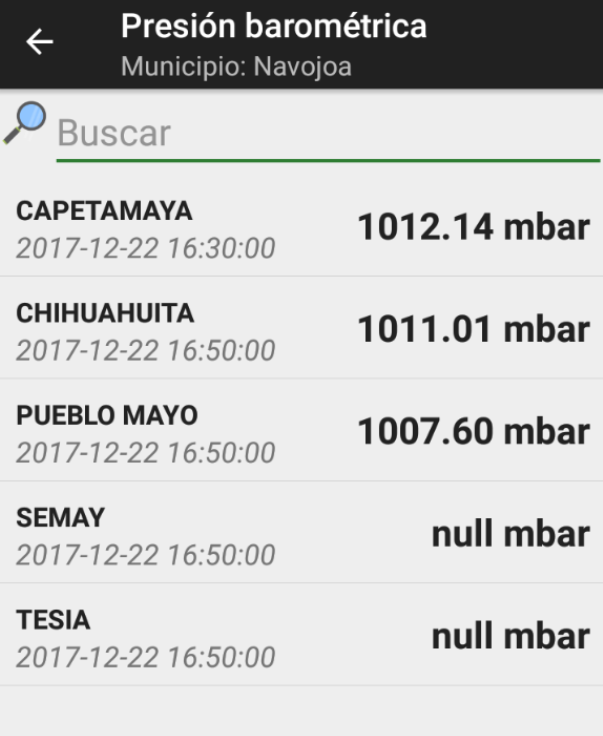 Presión barométrica
Municipio: Navojoa
Buscar
CAPETAMAYA
2017-12-22 16:30:00
1012.14 mbar
CHIHUAHUITA
2017-12-22 16:50:00
1011.01 mbar
PUEBLO MAYO
2017-12-22 16:50:00
1007.60 mbar
SEMAY
2017-12-22 16:50:00
null mbar
TESIA
2017-12-22 16:50:00
null mbar